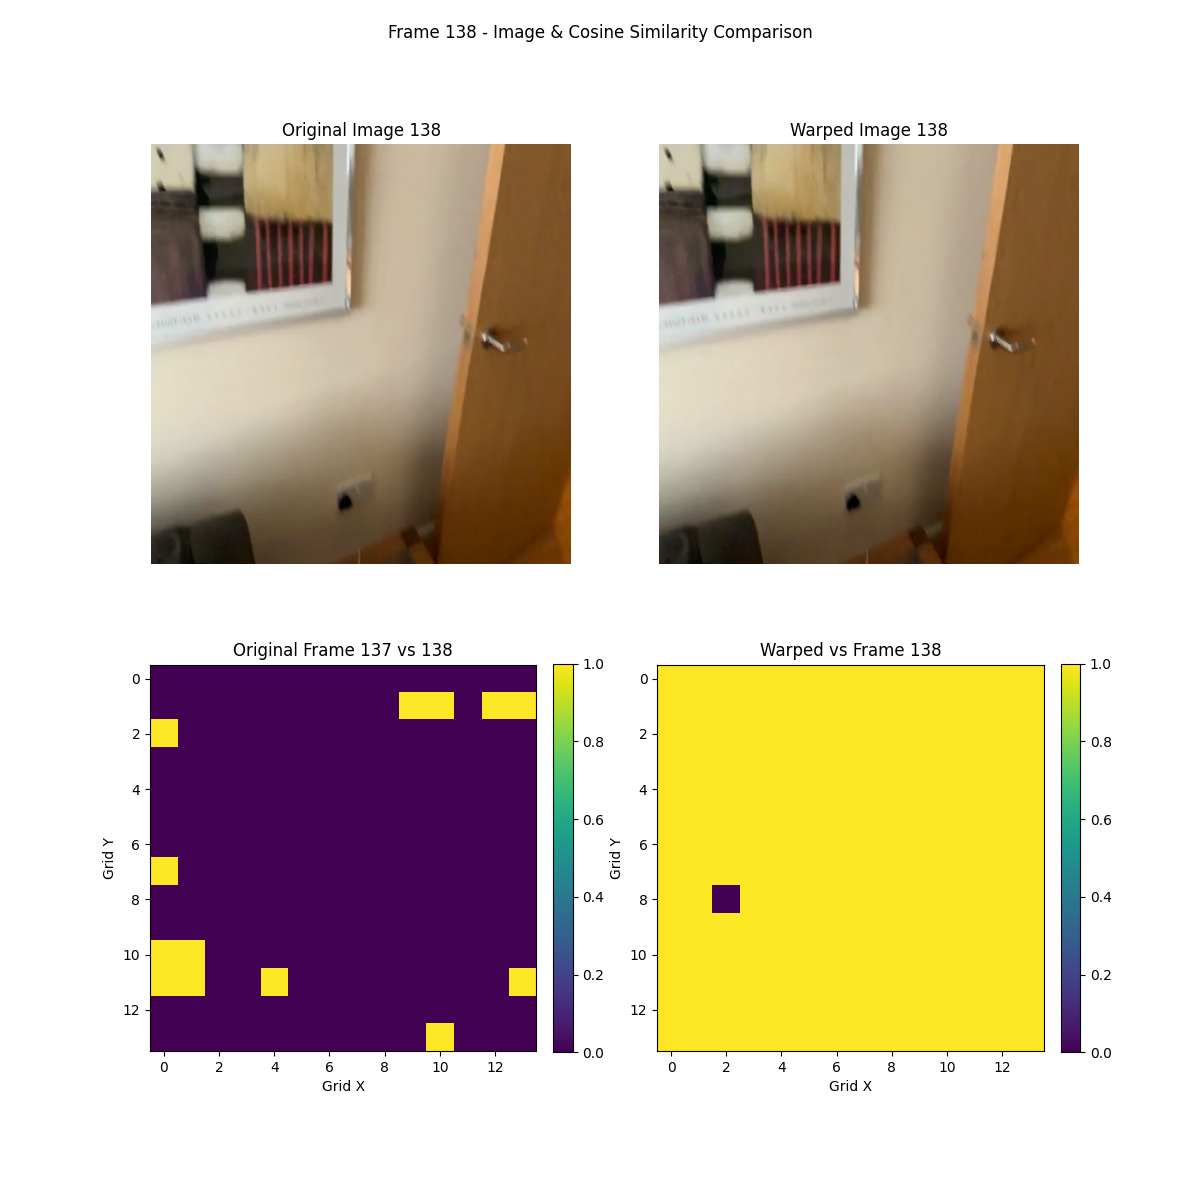 Frame 138 - Image & Cosine Similarity Comparison
Original Image 138
Warped Image 138
Original Frame 137 vs 138
Grid Y
0
2
4
6
8
10
12
0 2 4 6 8 10 12
Grid X
1.0
0.8
0.6
0.4
0.2
0.0
Warped vs Frame 138
Grid Y
0
2
4
6
8
10
12
0 2 4 6 8 10 12
Grid X
1.0
0.8
0.6
0.4
0.2
0.0